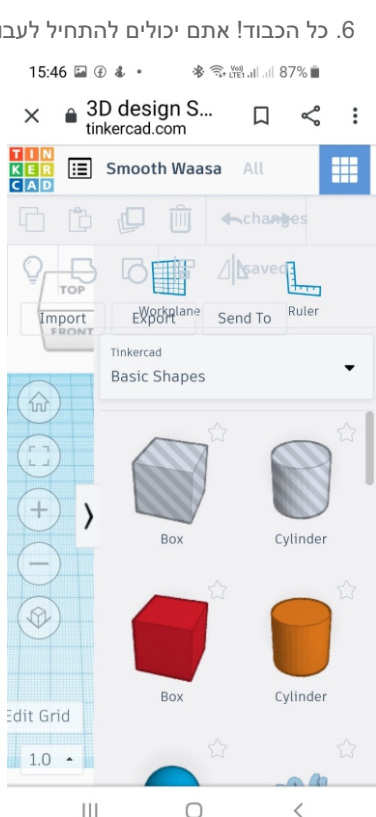 6. כל הכבוד! אתם יכולים להתחיל לעבו
15:46 87%
3D design S...
tinkercad.com
TIN
KER
CAD
Smooth Waasa All
changes
saved
TOP
Workplane Ruler
Import Export Send To
FRONT
Tinkercad
Basic Shapes
Box Cylinder
Box Cylinder
Edit Grid
1.0